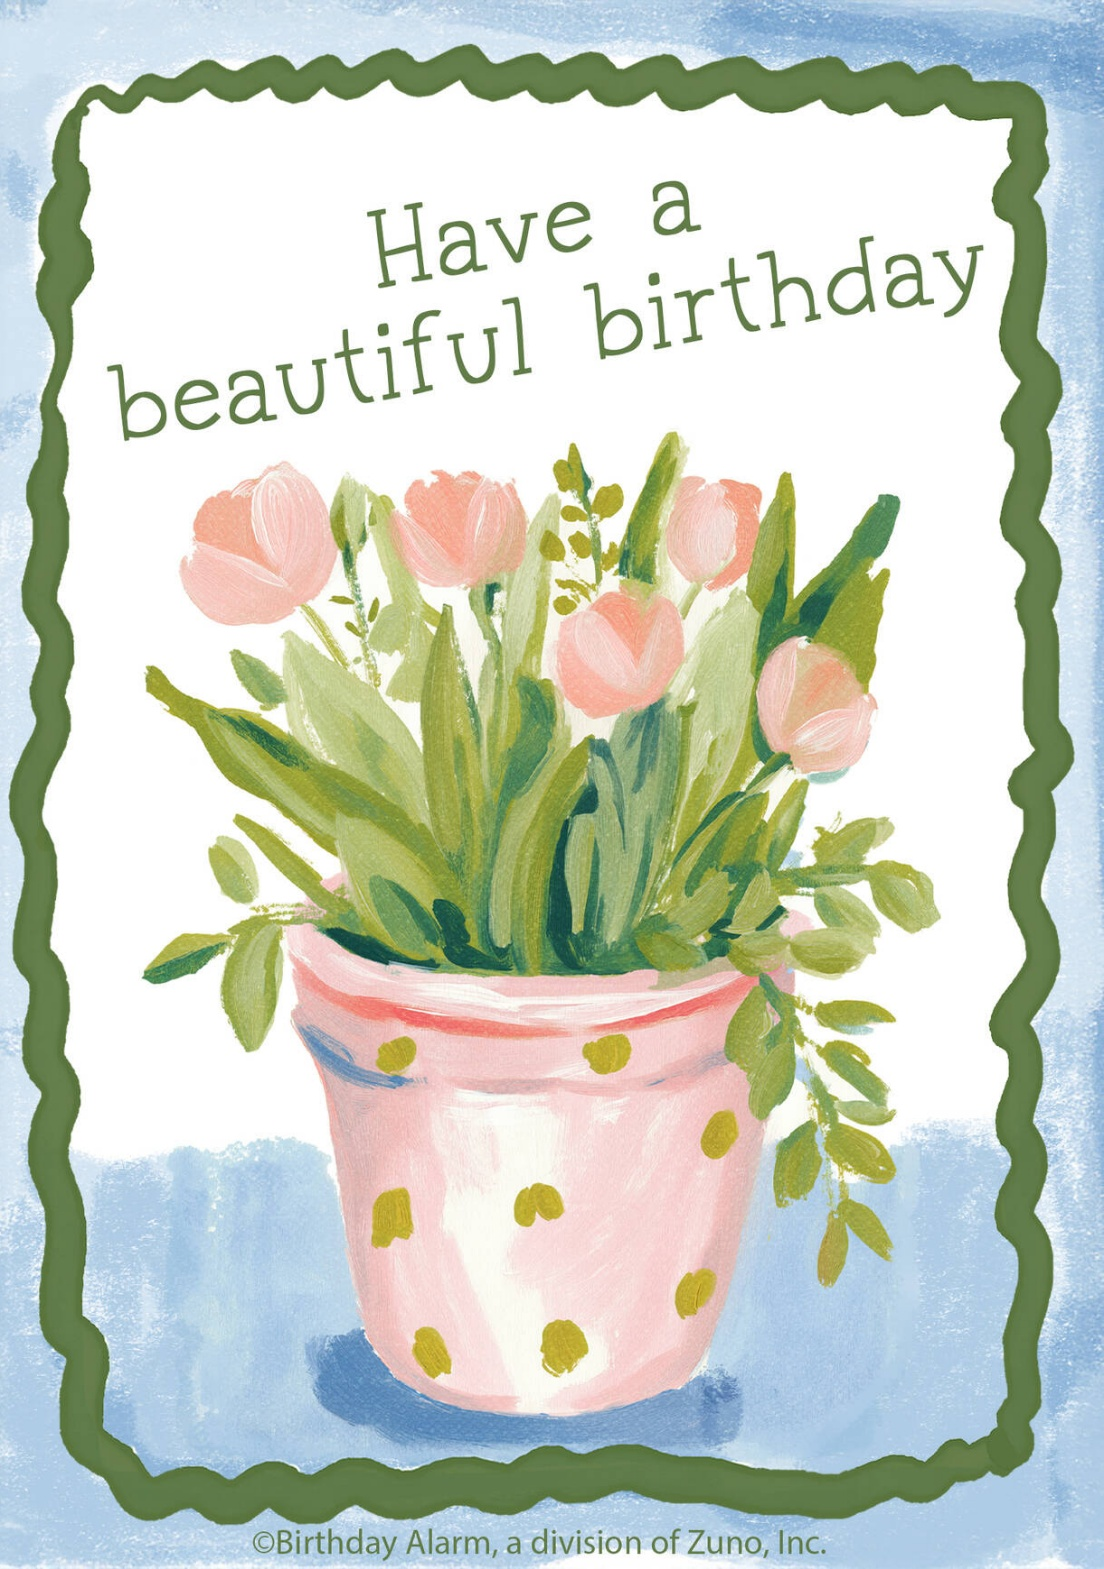 Have a
beautiful birthday
©Birthday Alarm, a division of Zuno, Inc.